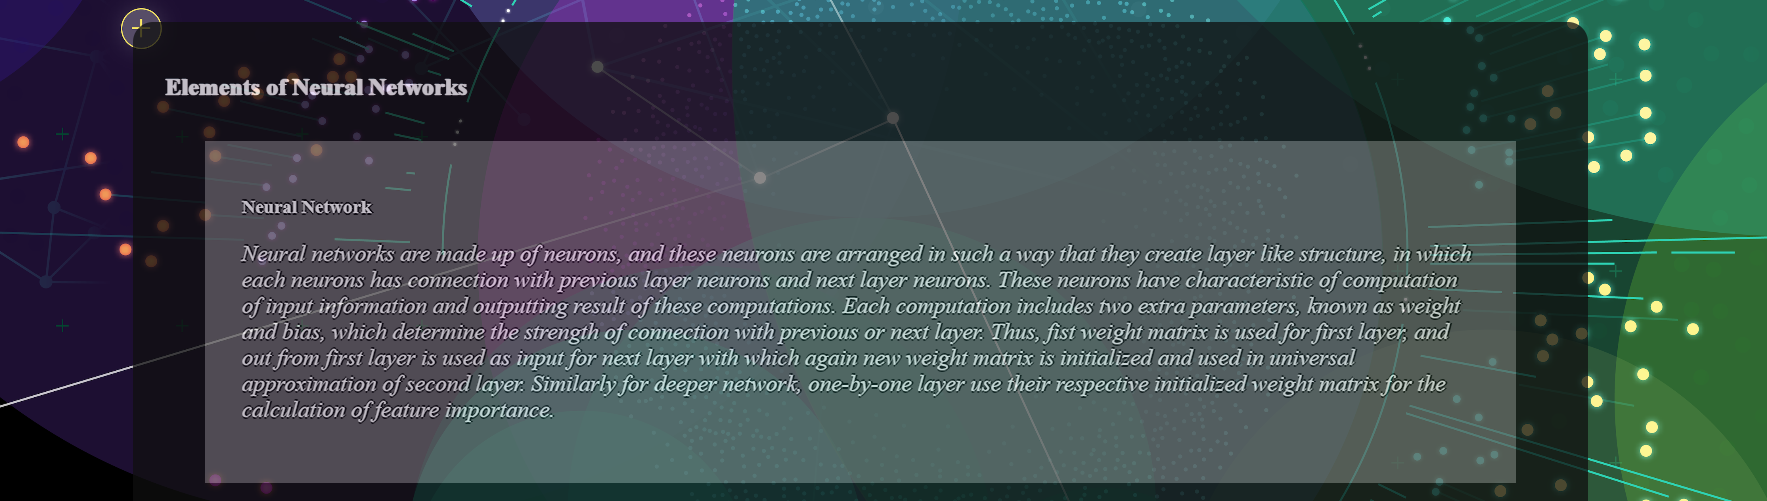 Elements of Neural Networks
Neural Network
Neural networks are made up of neurons, and these neurons are arranged in such a way that they create layer like structure, in which
each neurons has connection with previous layer neurons and next layer neurons. These neurons have characteristic of computation
of input information and outputting result of these computations. Each computation includes two extra parameters, known as weight
and bias, which determine the strength of connection with previous or next layer. Thus, fist weight matrix is used for first layer, and
out from first layer is used as input for next layer with which again new weight matrix is initialized and used in universal
approximation of second layer. Similarly for deeper network, one-by-one layer use their respective initialized weight matrix for the
calculation of feature importance.